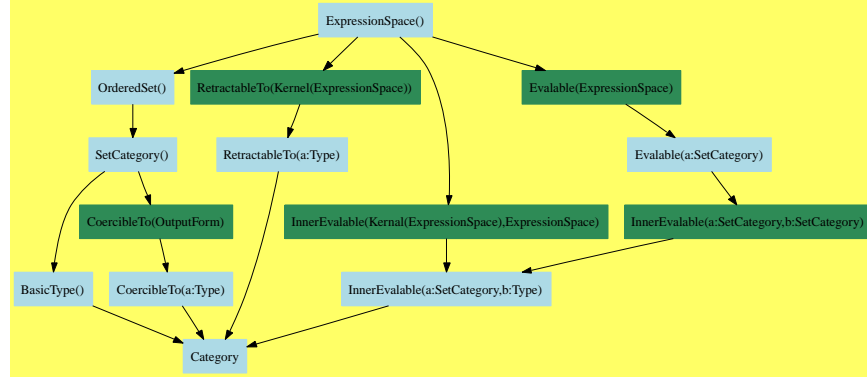 ExpressionSpace()
OrderedSet()
RetractableTo(Kernel(ExpressionSpace))
Evalable(ExpressionSpace)
SetCategory()
RetractableTo(a:Type)
Evalable(a:SetCategory)
CoercibleTo(OutputForm)
InnerEvalable(Kernal(ExpressionSpace),ExpressionSpace)
InnerEvalable(a:SetCategory,b:SetCategory)
BasicType()
CoercibleTo(a:Type)
InnerEvalable(a:SetCategory,b:Type)
Category